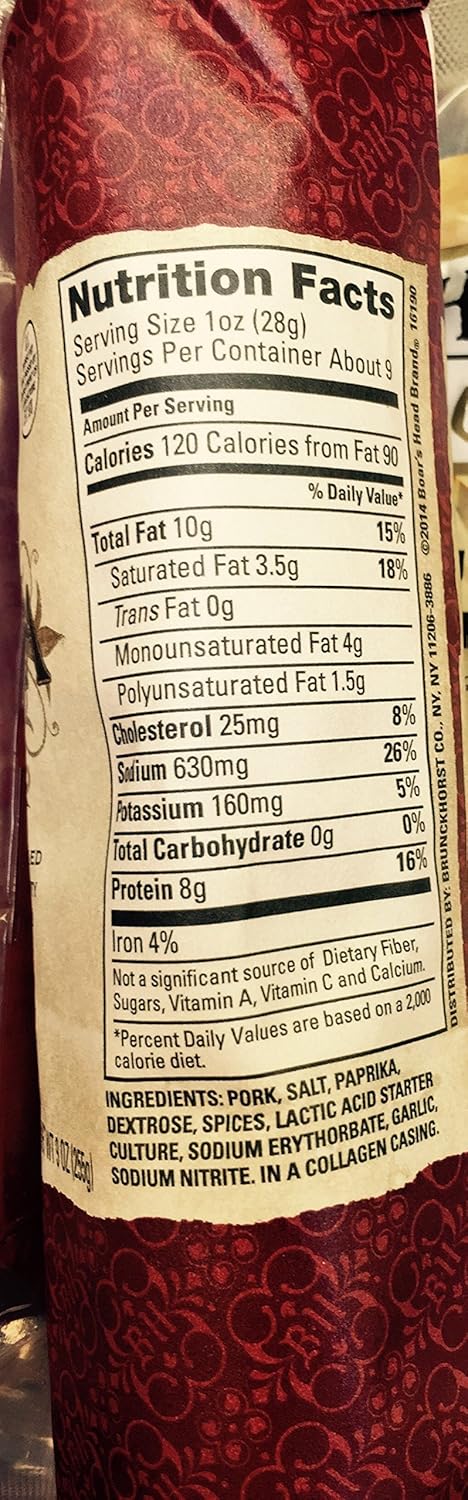 Nutrition Facts
Serving Size 1oz (28g)
Servings Per Container About 9
Amount Per Serving
Calories 120 Calories from Fat 90
% Daily Value*
Total Fat 10g 15%
Saturated Fat 3.5g 18%
Trans Fat 0g
Monounsaturated Fat 4g
Polyunsaturated Fat 1.5g
Cholesterol 25mg 8%
Sodium 630mg 26%
Potassium 160mg 5%
Total Carbohydrate 0g 0%
Protein 8g 16%
Iron 4%
Not a significant source of Dietary Fiber,
Sugars, Vitamin A, Vitamin C and Calcium.
*Percent Daily Values are based on a 2,000
calorie diet.
INGREDIENTS: PORK, SALT, PAPRIKA,
DEXTROSE, SPICES, LACTIC ACID STARTER
CULTURE, SODIUM ERYTHORBATE, GARLIC,
SODIUM NITRITE. IN A COLLAGEN CASING.
DISTRIBUTED BY: BRUNCKHORST CO., NY, NY 11206-3886 ©2014 Boar's Head Brand® 16190
9 OZ (255g)